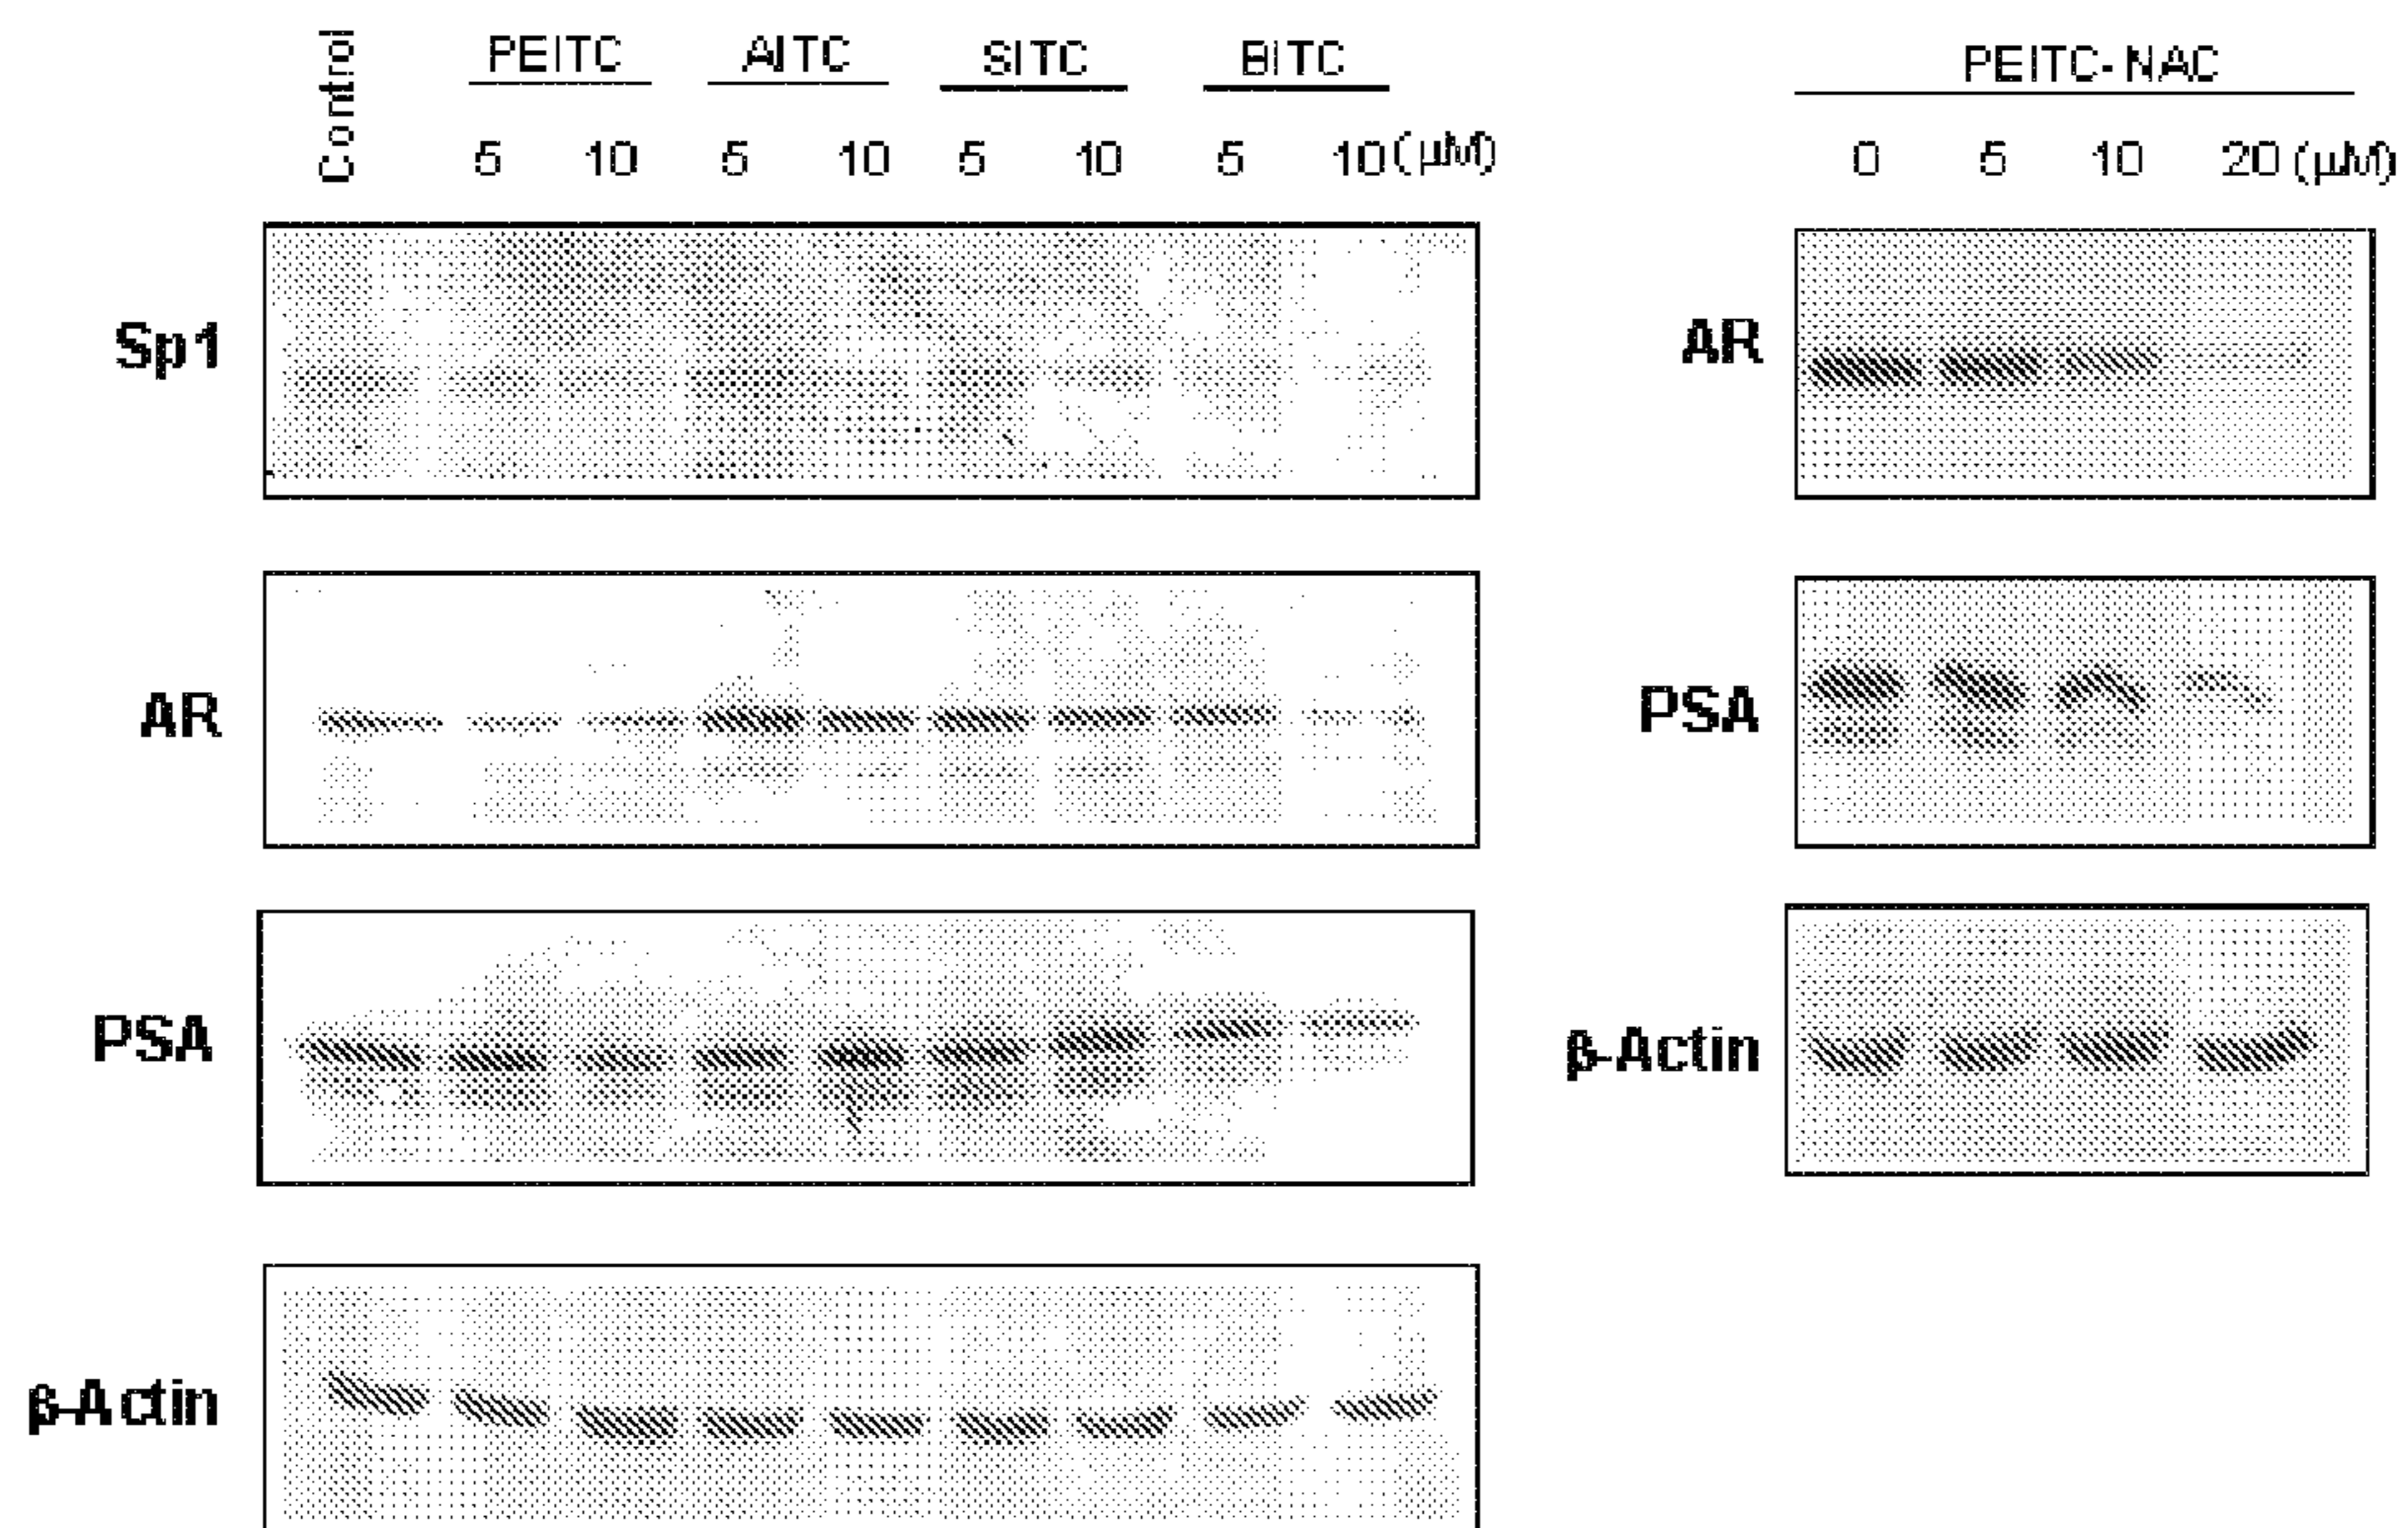 Control PEITC AITC SITC BITC
5 10 5 10 5 10 5 10 (μM)
Sp1
AR
PSA
β-Actin
PEITC-NAC
0 5 10 20 (μM)
AR
PSA
β-Actin